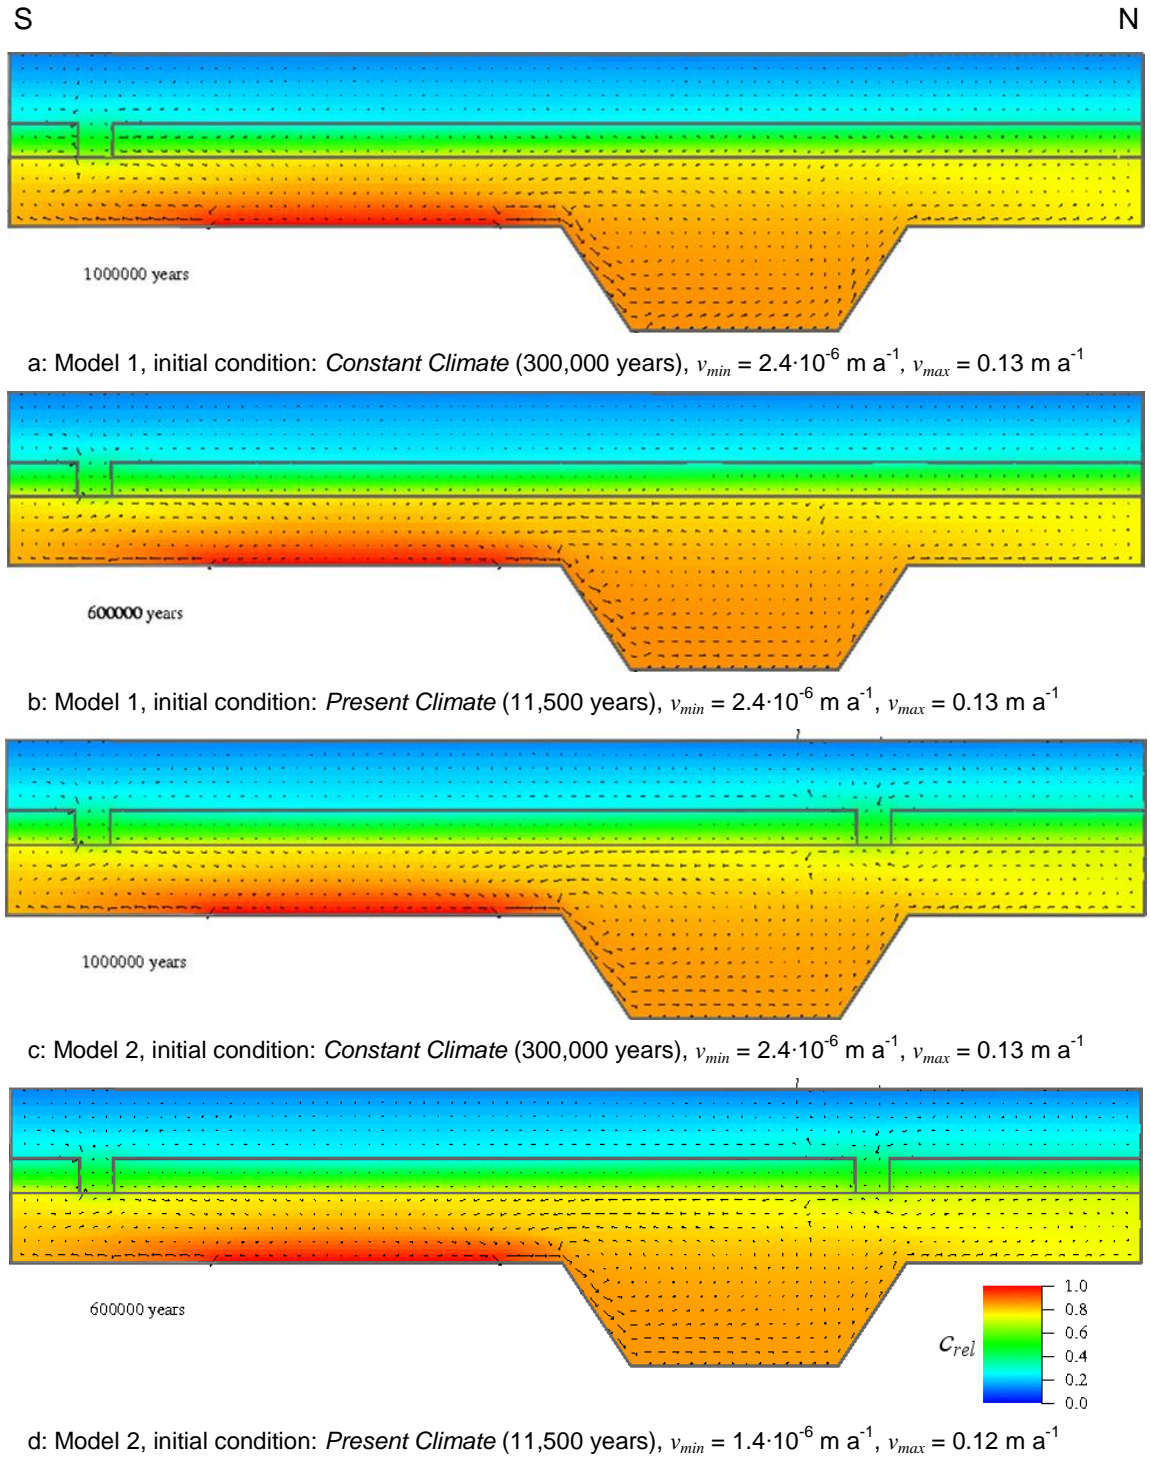 S N
1000000 years
a: Model 1, initial condition: Constant Climate (300,000 years), vmin = 2.4·10-6 m a-1, vmax = 0.13 m a-1
600000 years
b: Model 1, initial condition: Present Climate (11,500 years), vmin = 2.4·10-6 m a-1, vmax = 0.13 m a-1
1000000 years
c: Model 2, initial condition: Constant Climate (300,000 years), vmin = 2.4·10-6 m a-1, vmax = 0.13 m a-1
1.0
600000 years
0.8
0.6
crel
0.4
0.2
0.0
d: Model 2, initial condition: Present Climate (11,500 years), vmin = 1.4·10-6 m a-1, vmax = 0.12 m a-1